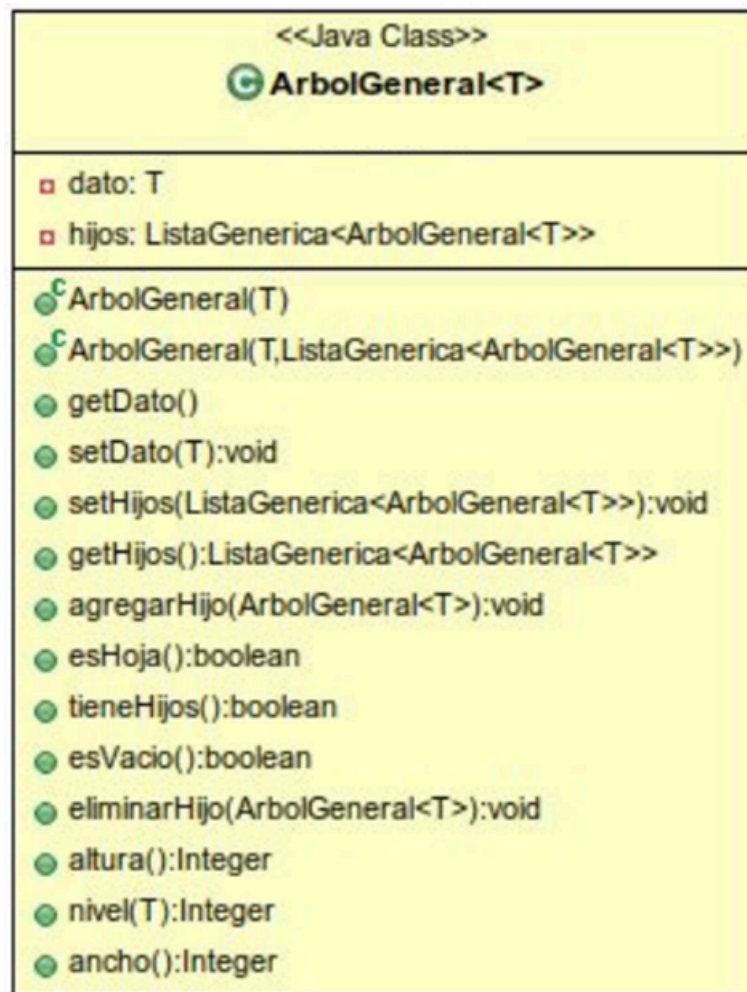 <<Java Class>>
ArbolGeneral<T>
dato: T
hijos: ListaGenerica<ArbolGeneral<T>>
ArbolGeneral(T)
ArbolGeneral(T,ListaGenerica<ArbolGeneral<T>>)
getDato()
setDato(T):void
setHijos(ListaGenerica<ArbolGeneral<T>>):void
getHijos():ListaGenerica<ArbolGeneral<T>>
agregarHijo(ArbolGeneral<T>):void
esHoja():boolean
tieneHijos():boolean
esVacio():boolean
eliminarHijo(ArbolGeneral<T>):void
altura():Integer
nivel(T):Integer
ancho():Integer